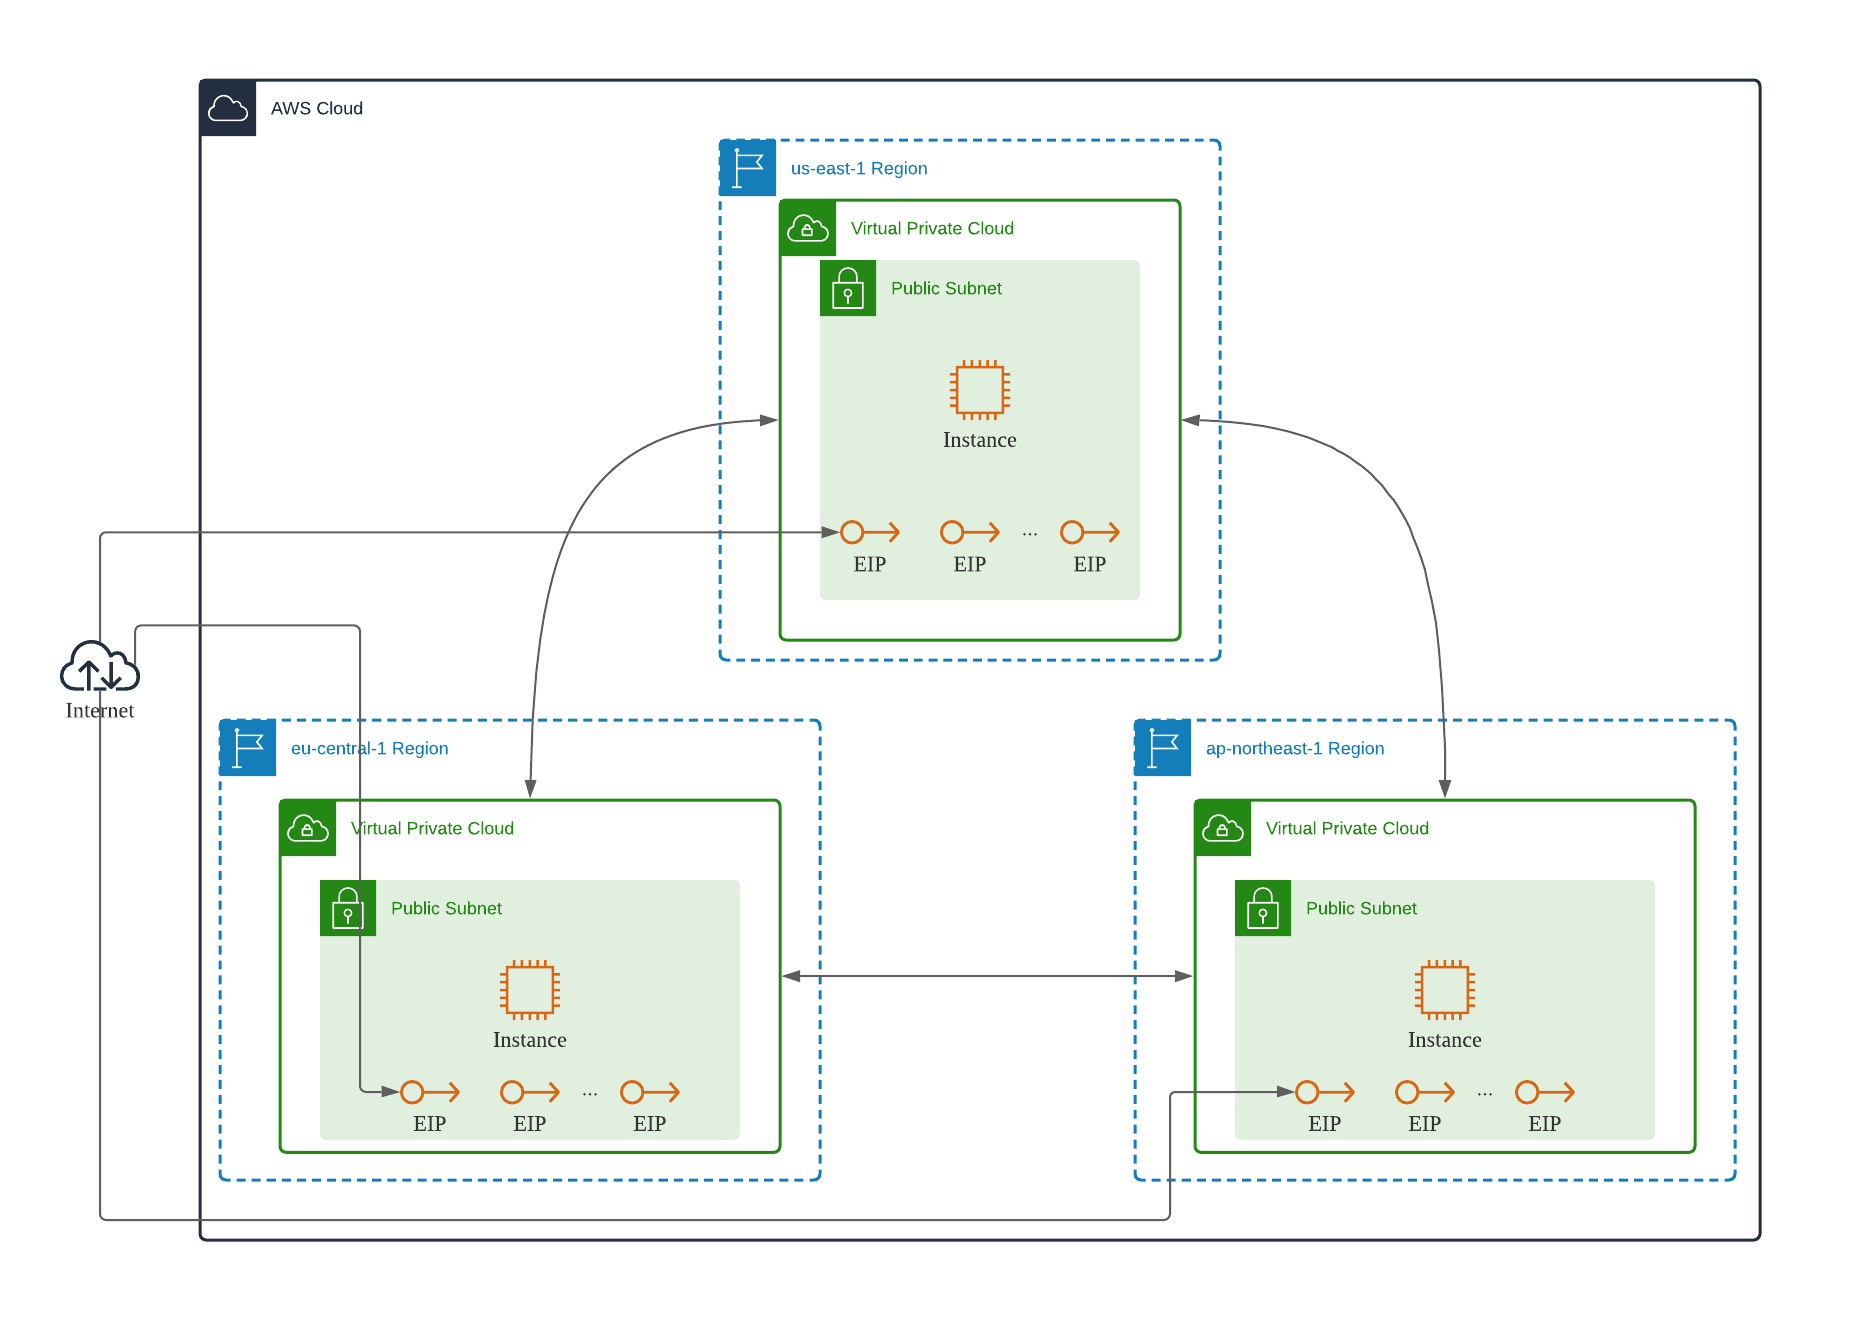 AWS Cloud
us-east-1 Region
Virtual Private Cloud
Public Subnet
Instance
EIP
EIP
...
EIP
Internet
eu-central-1 Region
Virtual Private Cloud
Public Subnet
Instance
EIP
EIP
...
EIP
ap-northeast-1 Region
Virtual Private Cloud
Public Subnet
Instance
EIP
EIP
...
EIP